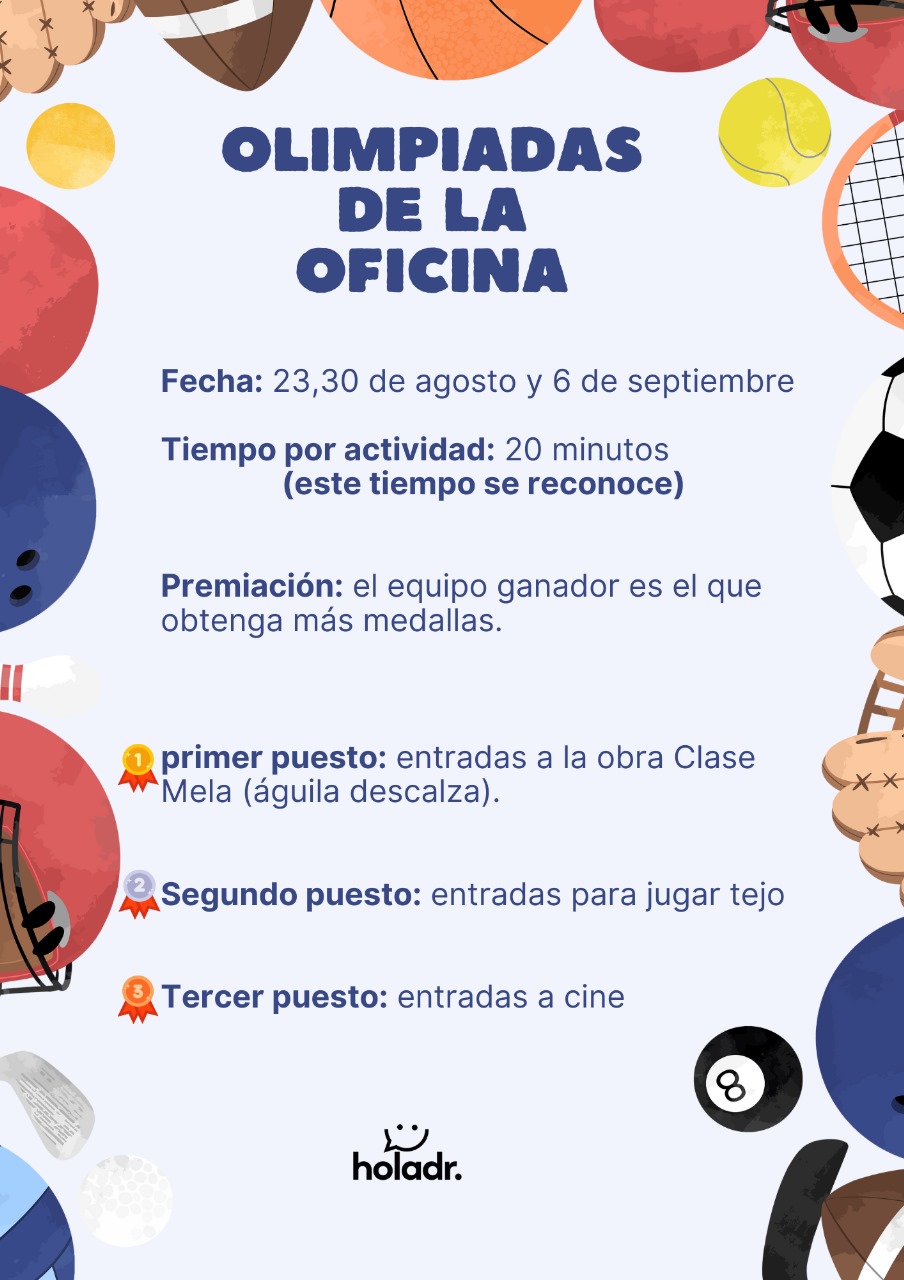 OLIMPIADAS
DE LA
OFICINA
Fecha: 23,30 de agosto y 6 de septiembre
Tiempo por actividad: 20 minutos
(este tiempo se reconoce)
Premiación: el equipo ganador es el que
obtenga más medallas.
1 primer puesto: entradas a la obra Clase
Mela (águila descalza).
2 Segundo puesto: entradas para jugar tejo
3 Tercer puesto: entradas a cine
8
holadr.